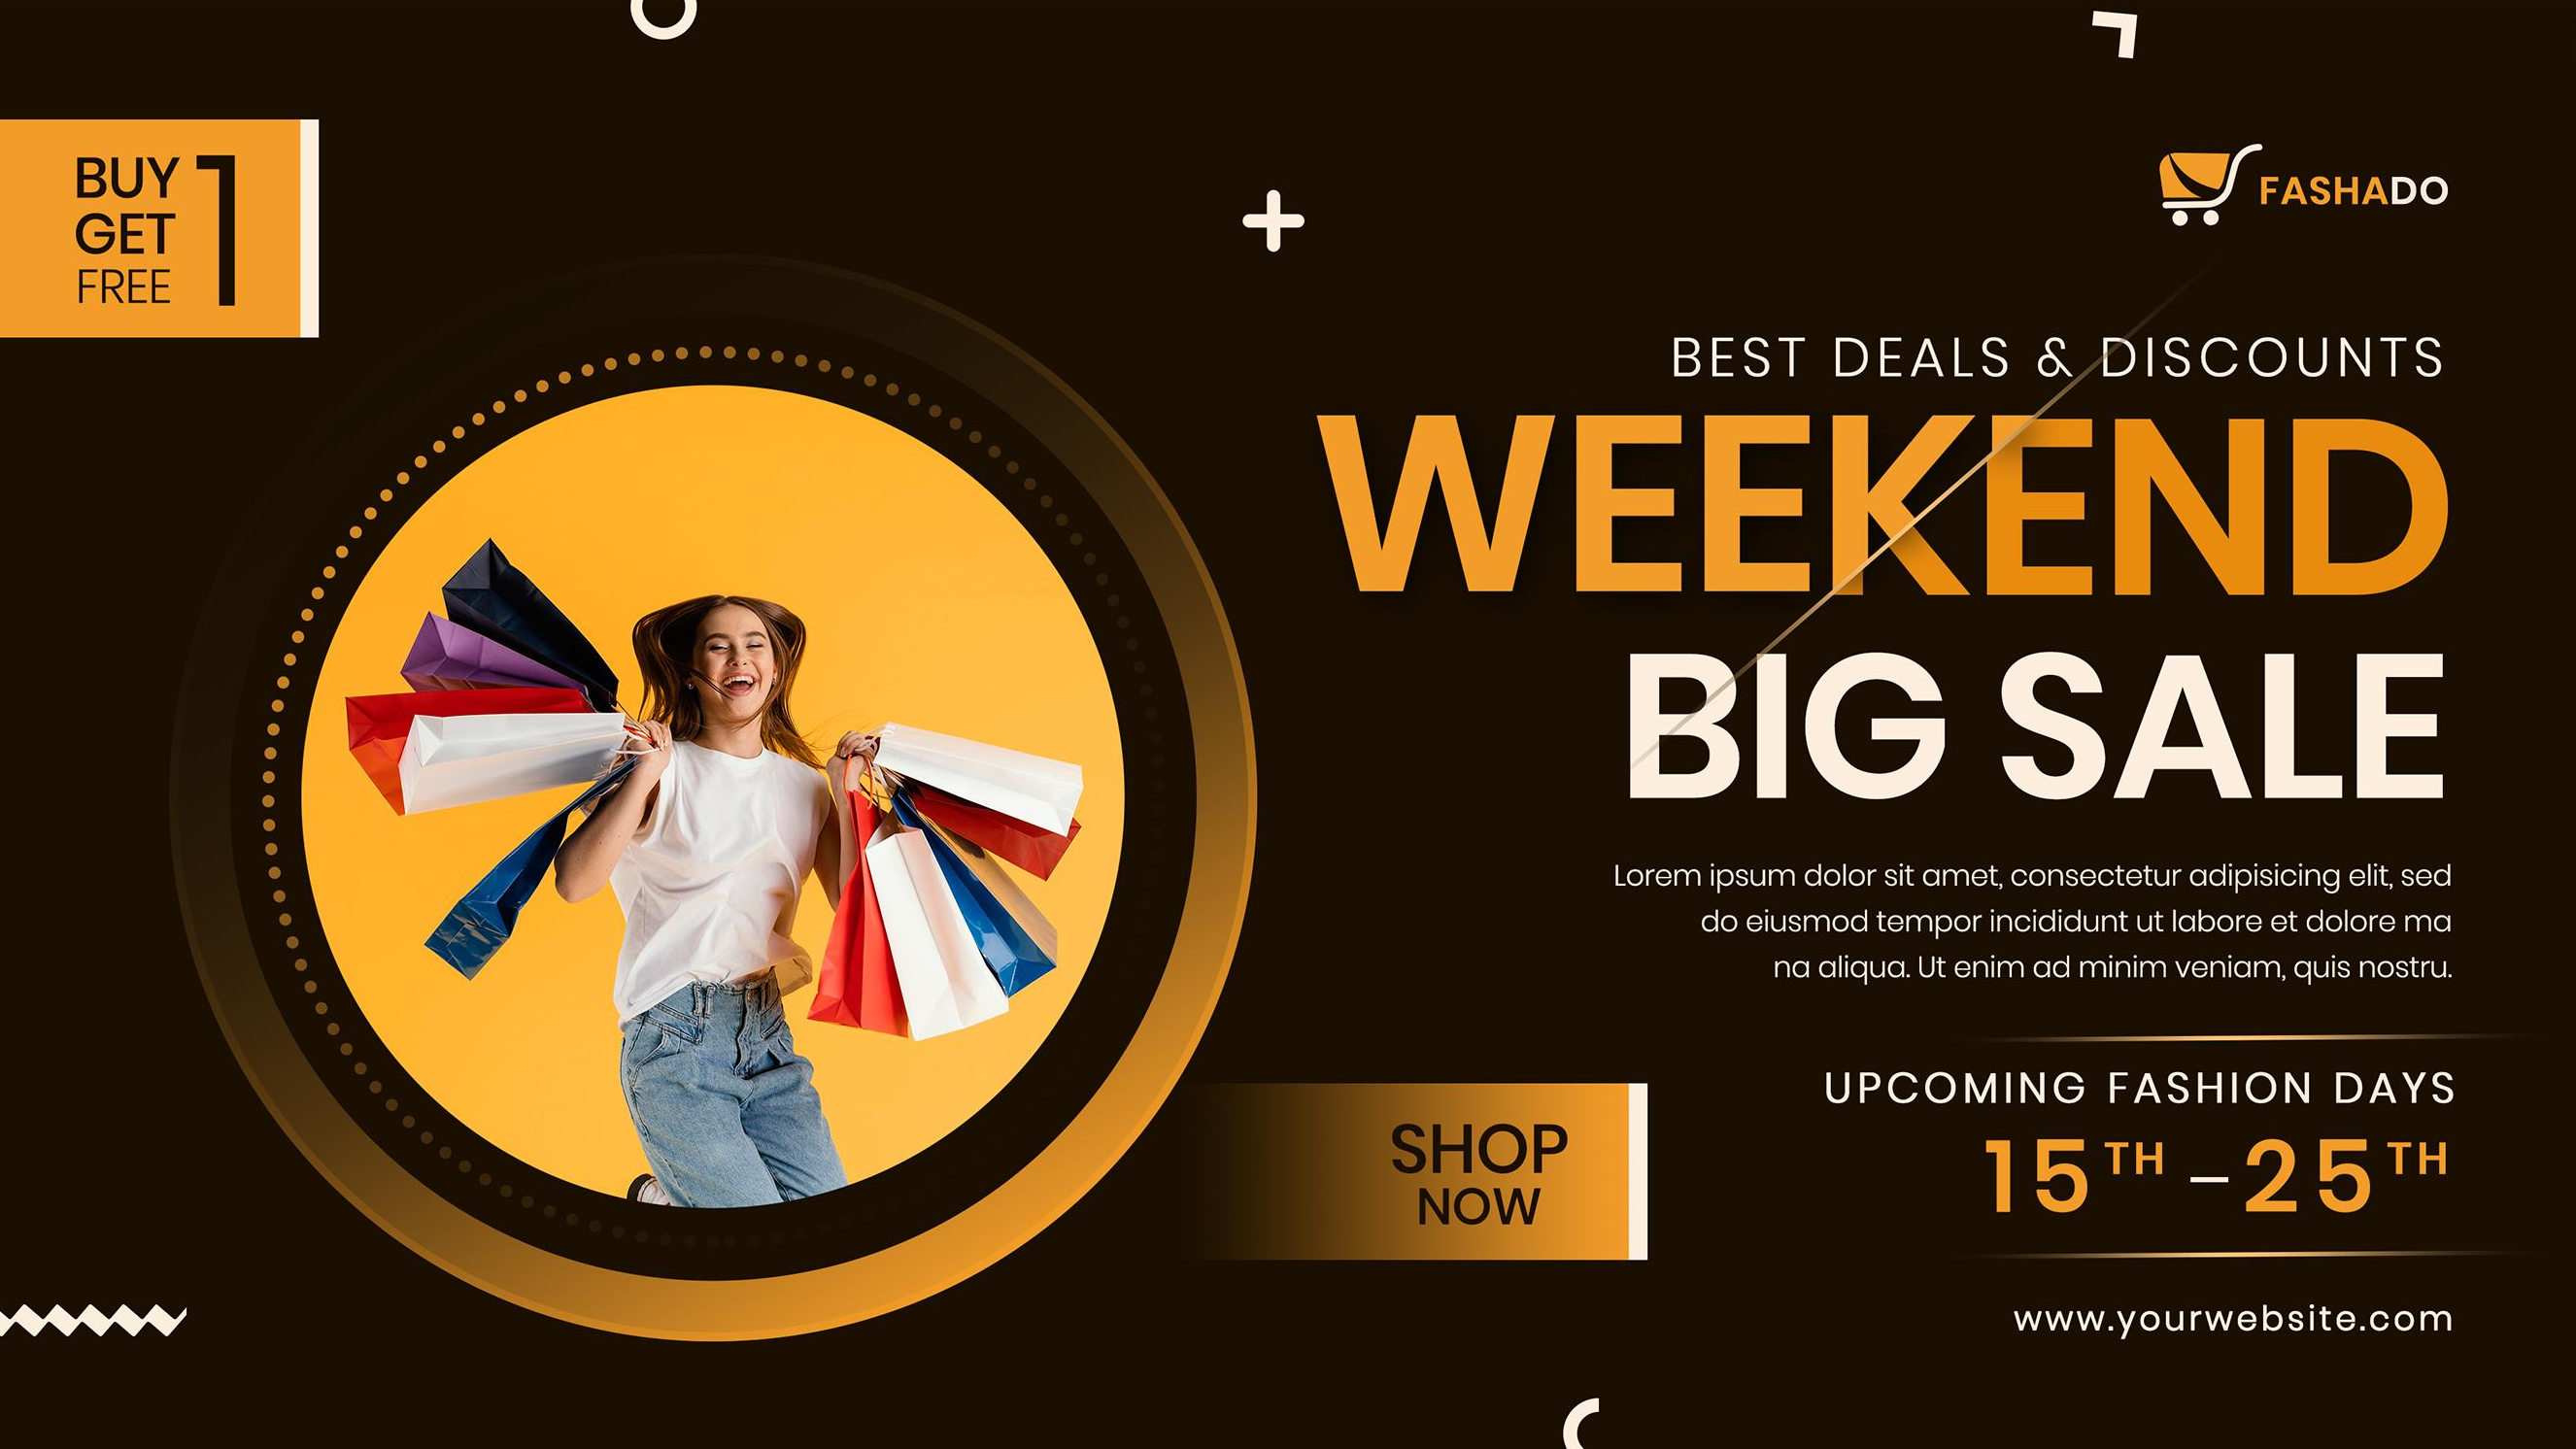 BUY 1
GET
FREE
FASHADO
BEST DEALS & DISCOUNTS
WEEKEND
BIG SALE
Lorem ipsum dolor sit amet, consectetur adipisicing elit, sed
do eiusmod tempor incididunt ut labore et dolore ma
na aliqua. Ut enim ad minim veniam, quis nostru.
UPCOMING FASHION DAYS
15TH – 25TH
SHOP
NOW
www.yourwebsite.com